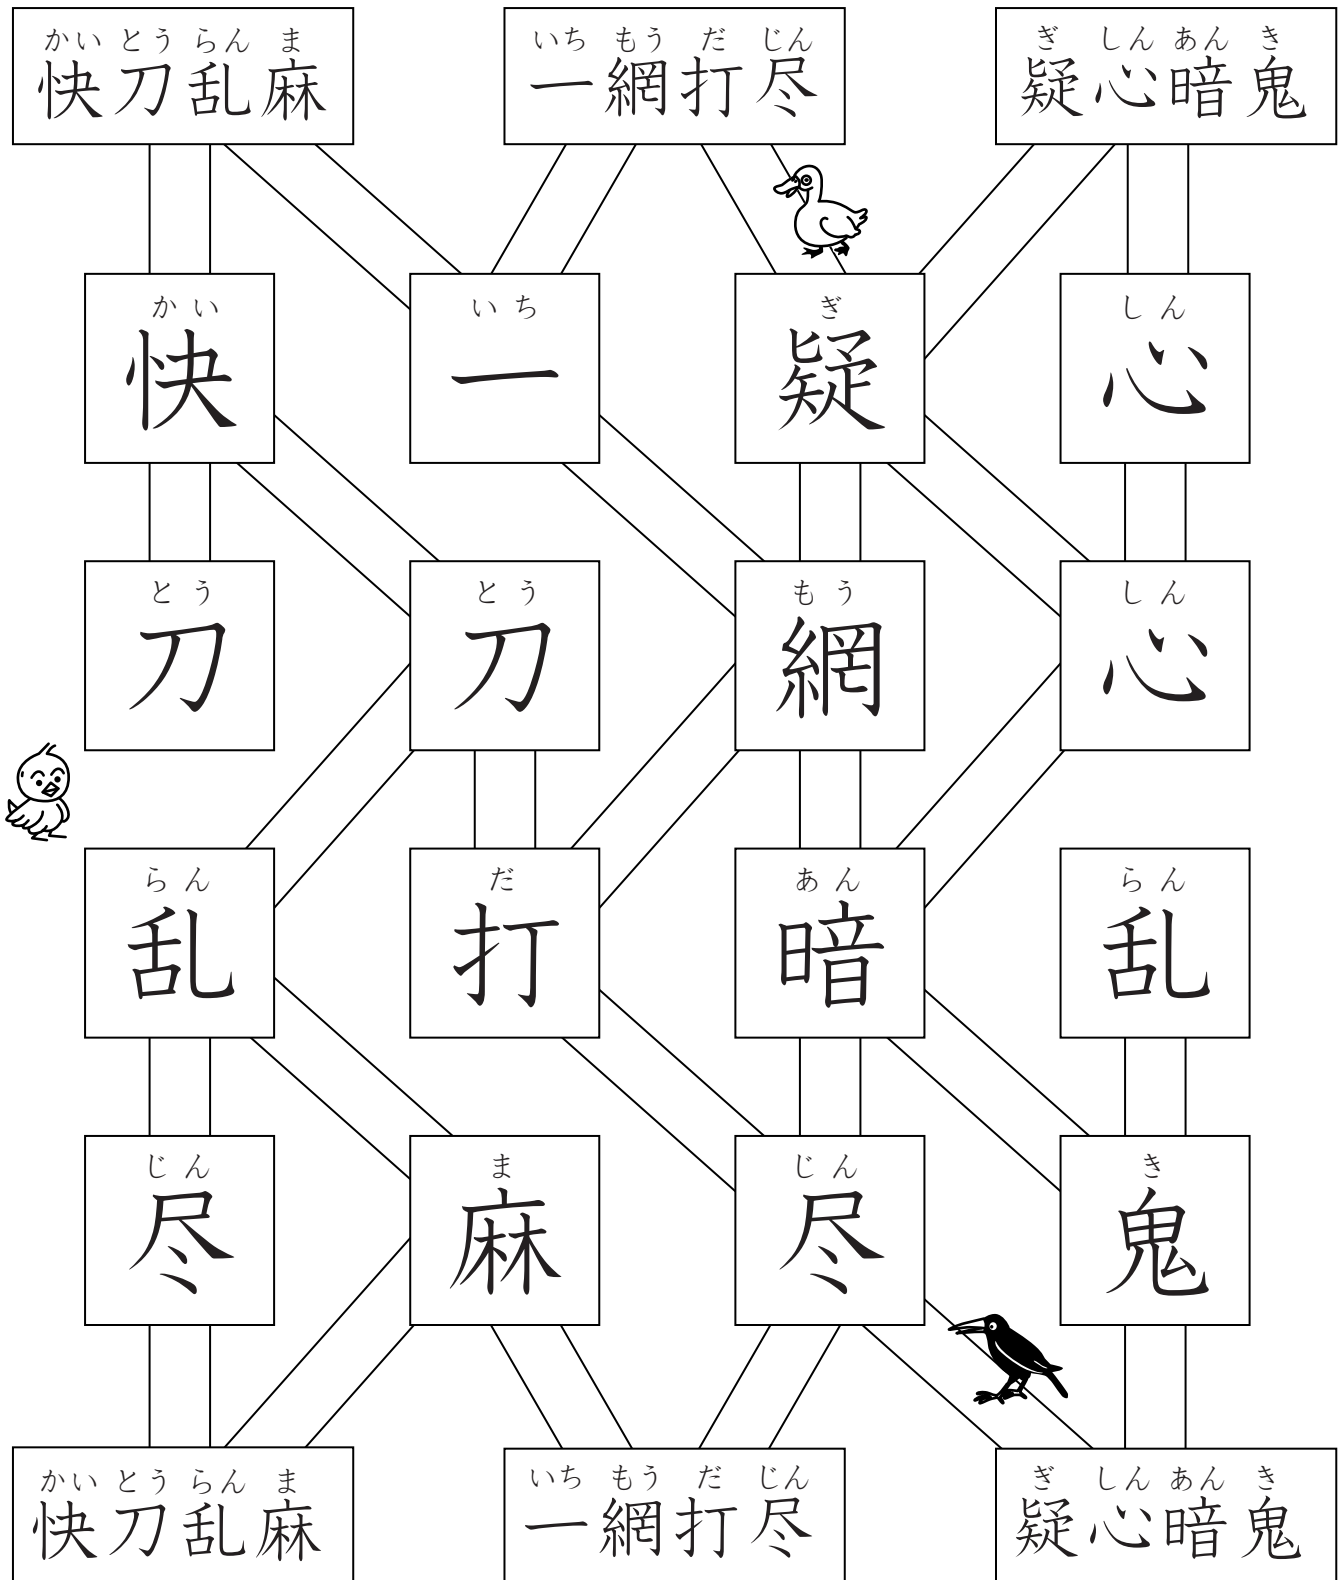 かい とう らん ま
快刀乱麻
いち もう だ じん
一網打尽
ぎ しん あん き
疑心暗鬼
かい
快
いち
一
ぎ
疑
しん
心
とう
刀
とう
刀
もう
網
しん
心
らん
乱
だ
打
あん
暗
らん
乱
じん
尽
ま
麻
じん
尽
き
鬼
かい とう らん ま
快刀乱麻
いち もう だ じん
一網打尽
ぎ しん あん き
疑心暗鬼